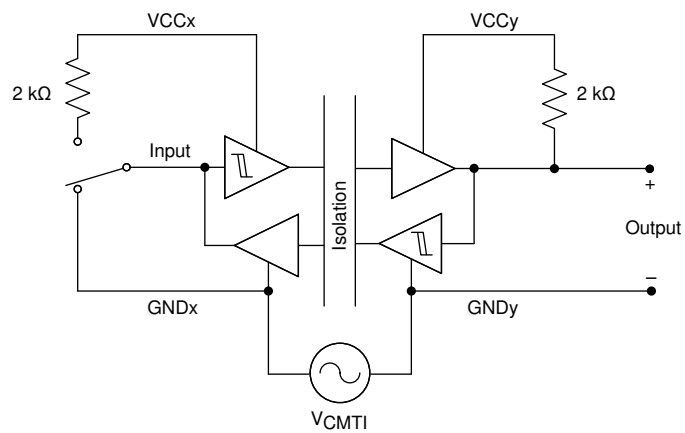 VCCx
VCCy
2 kΩ
2 kΩ
Input
Isolation
+
Output
−
GNDx
GNDy
VCMTI